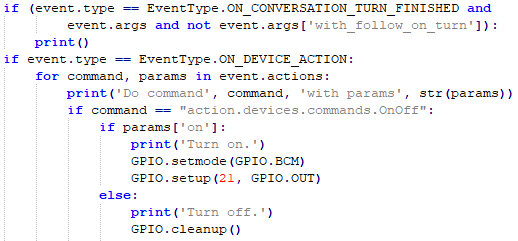 if (event.type == EventType.ON_CONVERSATION_TURN_FINISHED and
        event.args and not event.args['with_follow_on_turn']):
    print()
if event.type == EventType.ON_DEVICE_ACTION:
    for command, params in event.actions:
        print('Do command', command, 'with params', str(params))
        if command == "action.devices.commands.OnOff":
            if params['on']:
                print('Turn on.')
                GPIO.setmode(GPIO.BCM)
                GPIO.setup(21, GPIO.OUT)
            else:
                print('Turn off.')
                GPIO.cleanup()